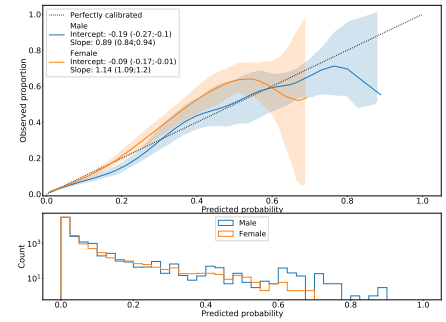 Perfectly calibrated
Male
Intercept: -0.19 (-0.27;-0.1)
Slope: 0.89 (0.84;0.94)
Female
Intercept: -0.09 (-0.17;-0.01)
Slope: 1.14 (1.09;1.2)
Observed proportion
1.0
0.8
0.6
0.4
0.2
0.0
0.0 0.2 0.4 0.6 0.8 1.0
Predicted probability
Male
Female
Count
10³
10¹
0.0 0.2 0.4 0.6 0.8 1.0
Predicted probability